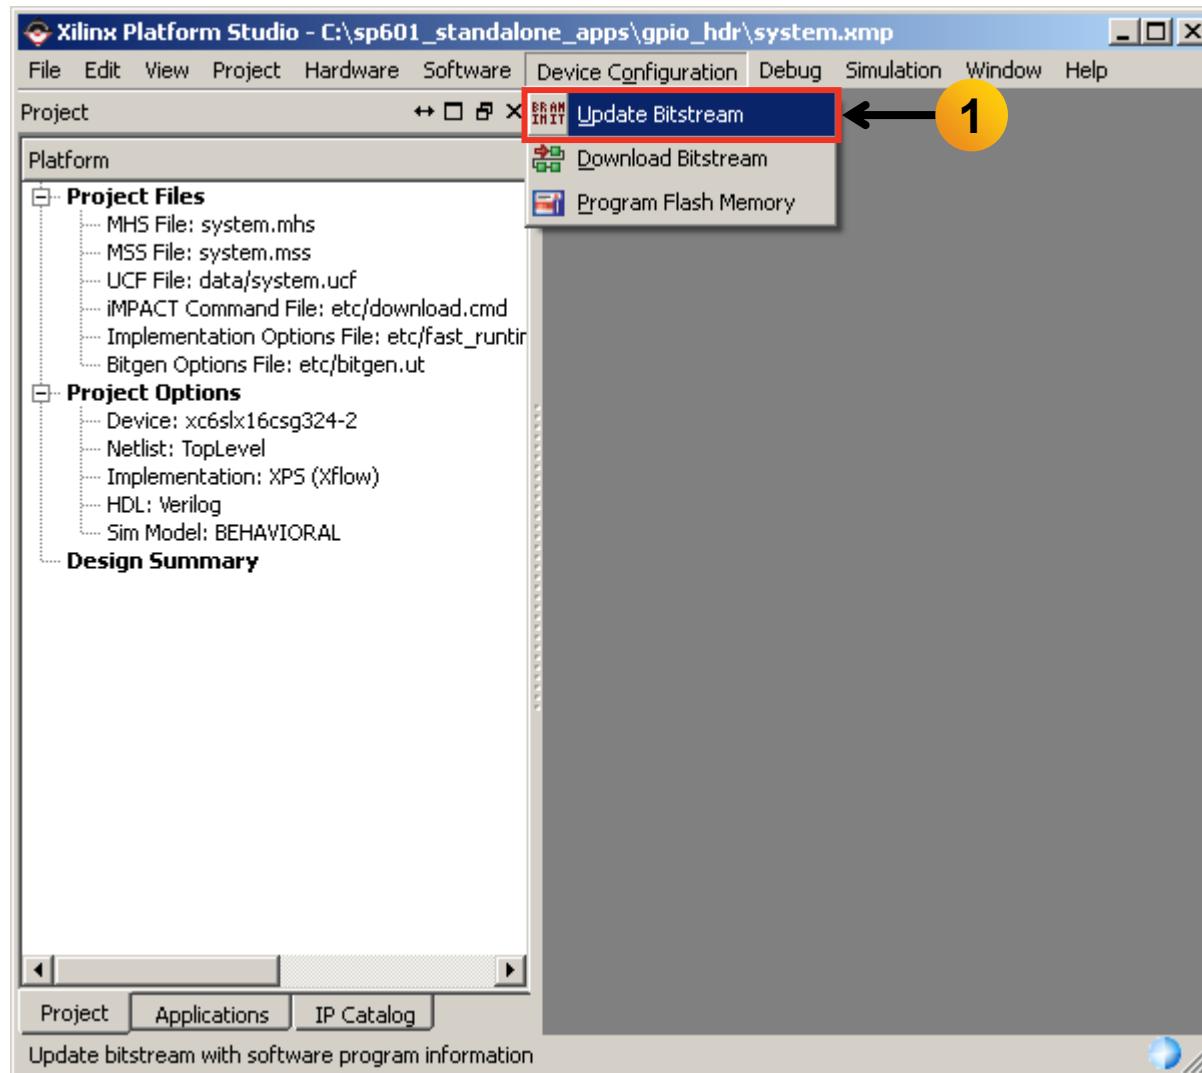 Xilinx Platform Studio - C:\sp601_standalone_apps\gpio_hdr\system.xmp
File Edit View Project Hardware Software Device Configuration Debug Simulation Window Help
Project
BRAM INIT Update Bitstream
1
Download Bitstream
Program Flash Memory
Platform
Project Files
MHS File: system.mhs
MSS File: system.mss
UCF File: data/system.ucf
iMPACT Command File: etc/download.cmd
Implementation Options File: etc/fast_runtin
Bitgen Options File: etc/bitgen.ut
Project Options
Device: xc6slx16csg324-2
Netlist: TopLevel
Implementation: XPS (Xflow)
HDL: Verilog
Sim Model: BEHAVIORAL
Design Summary
Project Applications IP Catalog
Update bitstream with software program information